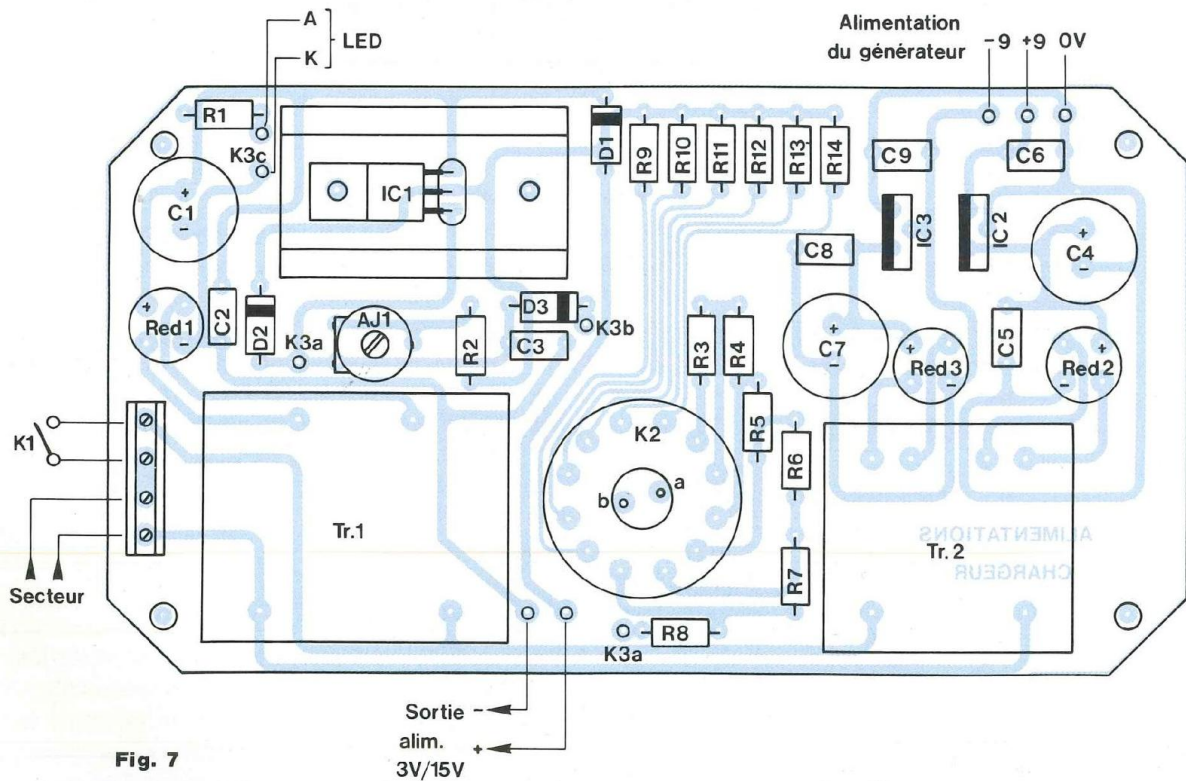 A
K
LED
Alimentation
du générateur
-9 +9 0V
R1
K3c
C1
+
-
IC1
D1
R9
R10
R11
R12
R13
R14
C9
C6
IC3
IC2
C8
C4
+
-
Red1
+
-
C2
D2
K3a
AJ1
R2
D3
C3
K3b
R3
R4
C7
+
-
Red3
+
-
C5
Red2
+
-
K1
Tr.1
K2
a
b
R5
R6
R7
ALIMENTATIONS
CHARGEUR
Tr.2
Secteur
K3a
R8
Sortie -
alim. +
3V/15V
Fig. 7